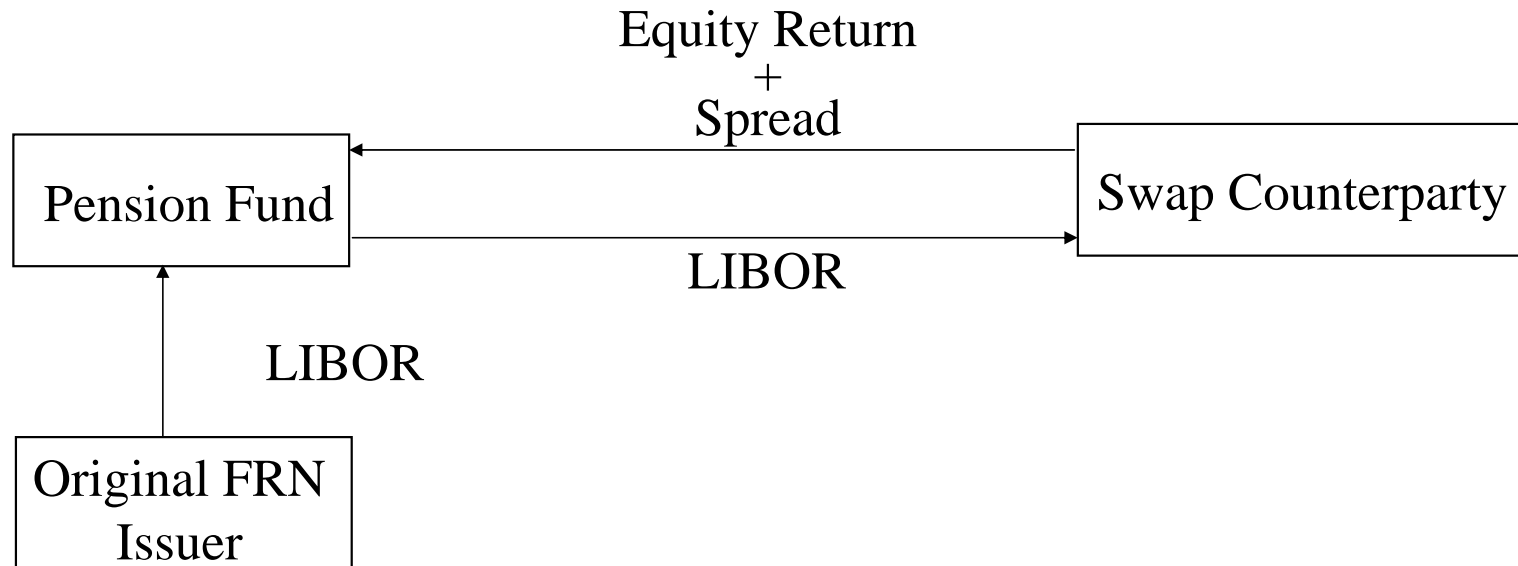 Equity Return
+
Spread
Pension Fund
Swap Counterparty
LIBOR
LIBOR
Original FRN
Issuer